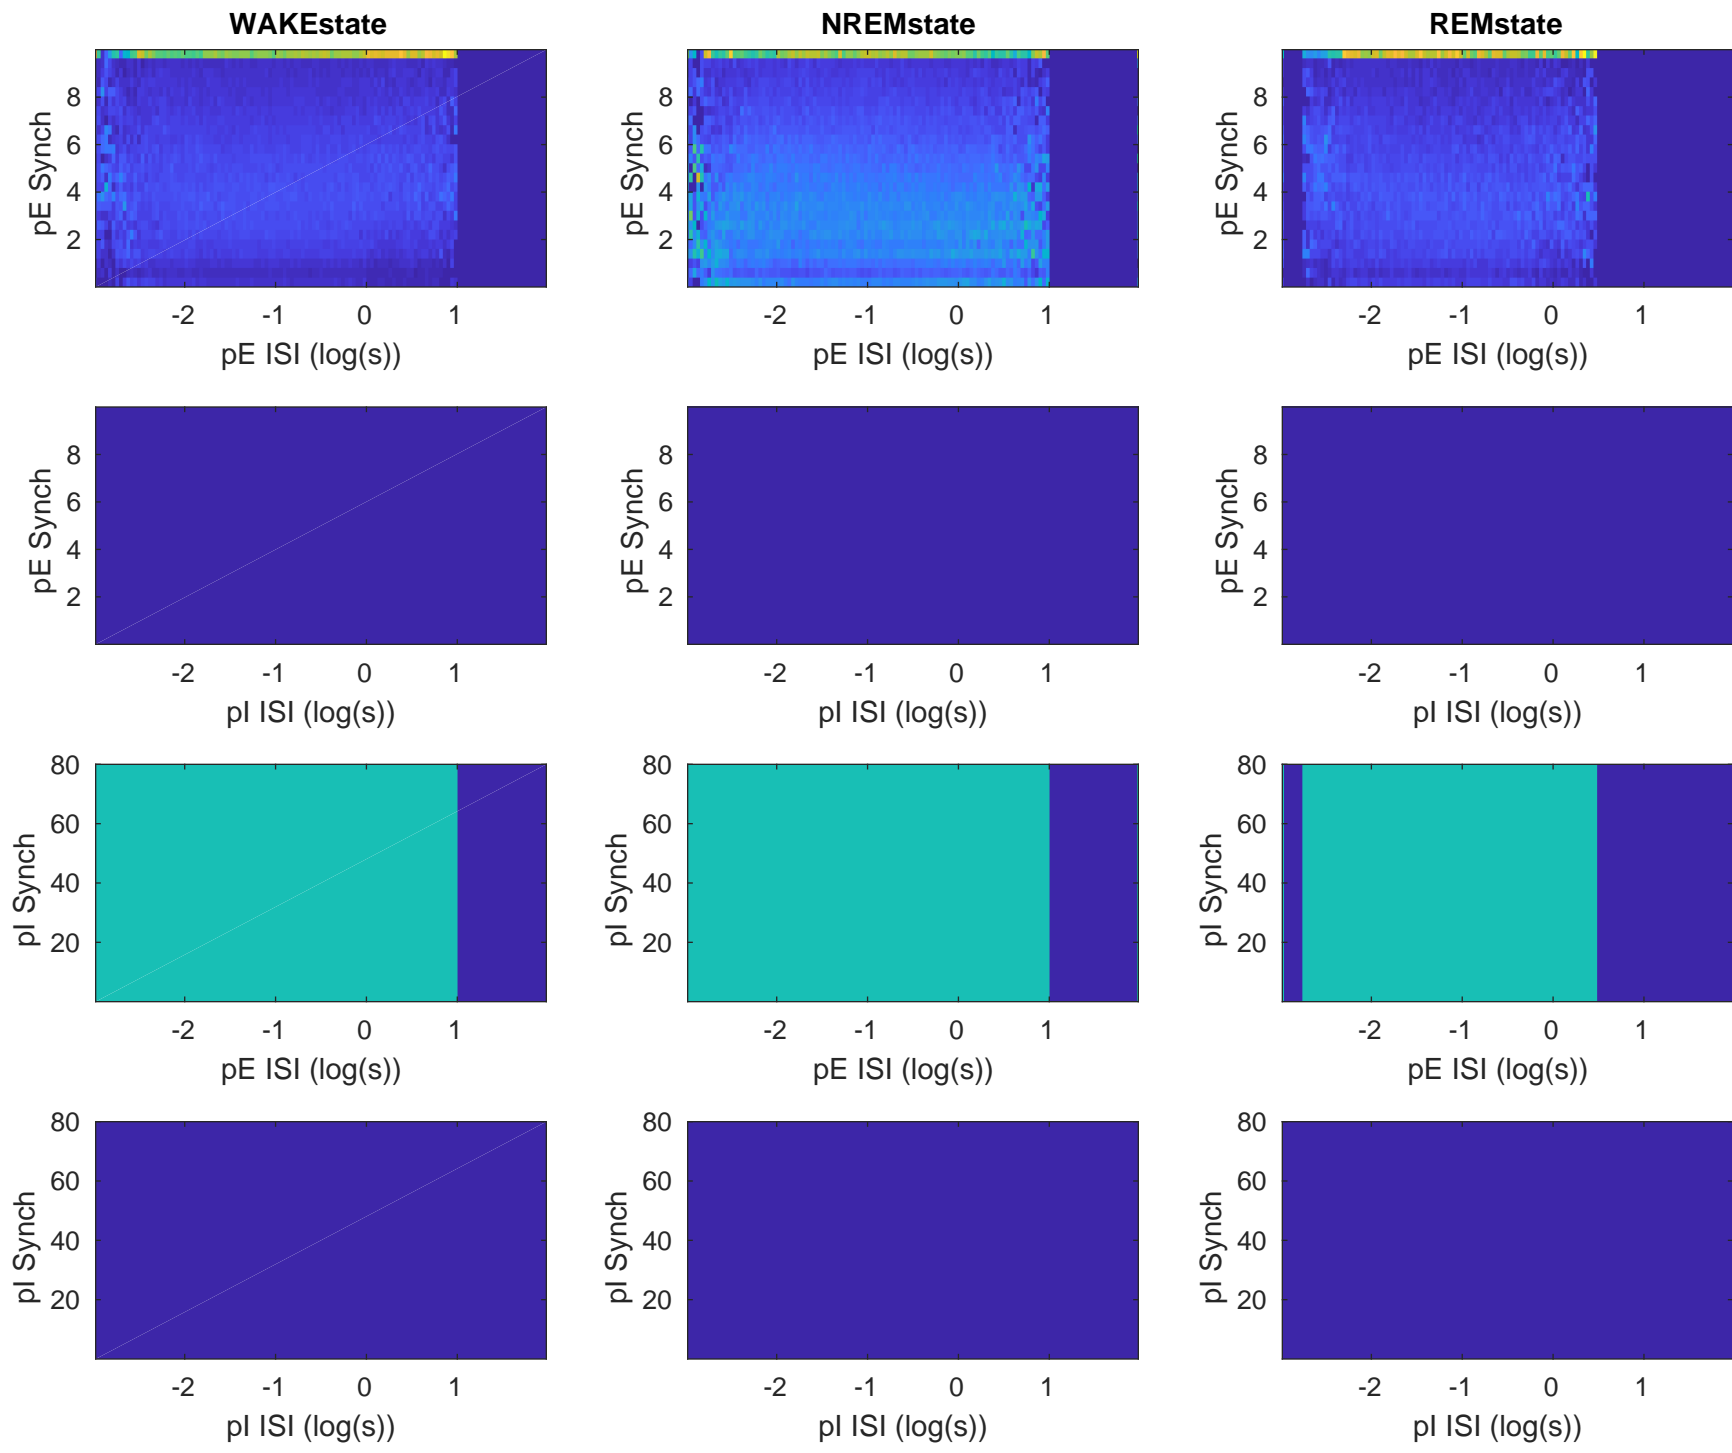 WAKEstate NREMstate REMstate
8 8 8
6 6 6
4 4 4
2 2 2
pE Synch pE Synch pE Synch
-2 -1 0 1 -2 -1 0 1 -2 -1 0 1
pE ISI (log(s)) pE ISI (log(s)) pE ISI (log(s))
8 8 8
6 6 6
4 4 4
2 2 2
pE Synch pE Synch pE Synch
-2 -1 0 1 -2 -1 0 1 -2 -1 0 1
pI ISI (log(s)) pI ISI (log(s)) pI ISI (log(s))
80 80 80
60 60 60
40 40 40
20 20 20
pI Synch pI Synch pI Synch
-2 -1 0 1 -2 -1 0 1 -2 -1 0 1
pE ISI (log(s)) pE ISI (log(s)) pE ISI (log(s))
80 80 80
60 60 60
40 40 40
20 20 20
pI Synch pI Synch pI Synch
-2 -1 0 1 -2 -1 0 1 -2 -1 0 1
pI ISI (log(s)) pI ISI (log(s)) pI ISI (log(s))